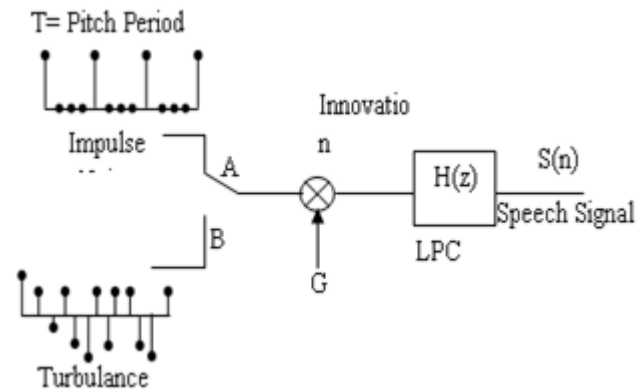 T= Pitch Period
Impulse
A
B
Turbulance
Innovatio
n
G
H(z)
LPC
S(n)
Speech Signal